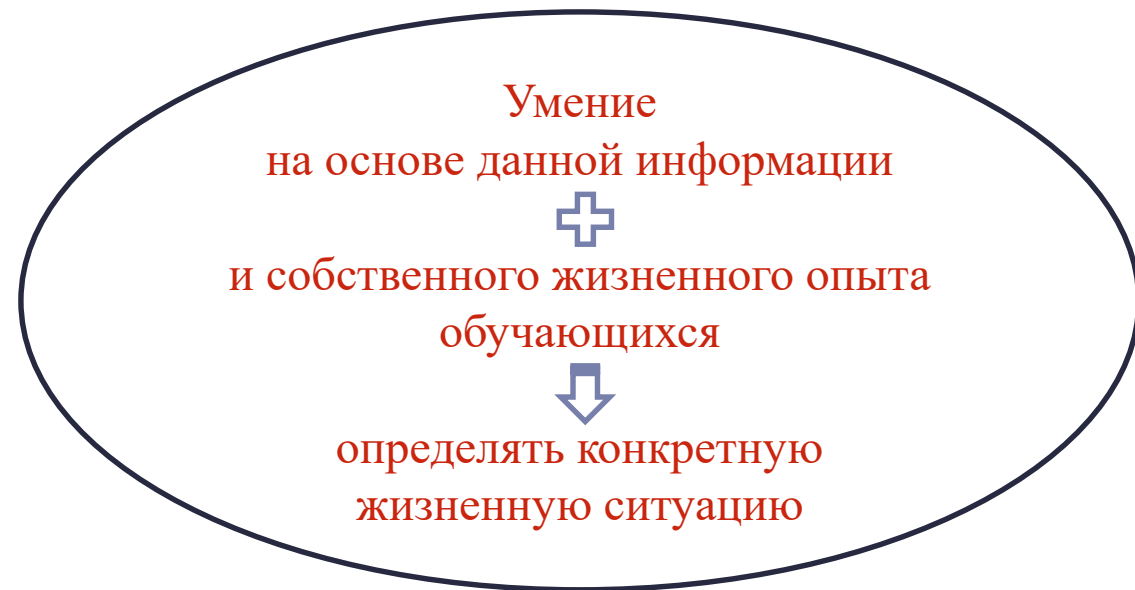 Умение
на основе данной информации
и собственного жизненного опыта
обучающихся
определять конкретную
жизненную ситуацию